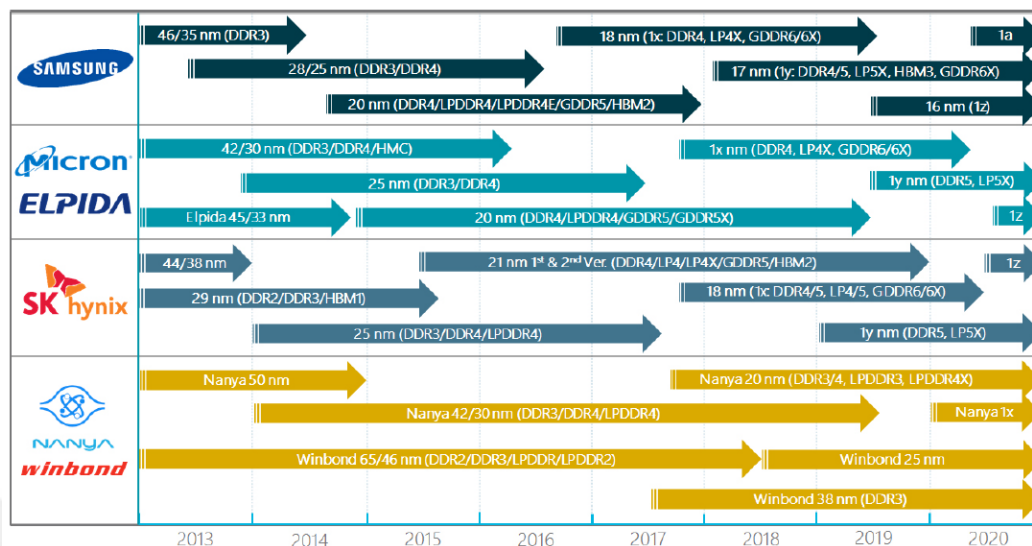 SAMSUNG
46/35 nm (DDR3)
18 nm (1x: DDR4, LP4X, GDDR6/6X)
1a
28/25 nm (DDR3/DDR4)
17 nm (1y: DDR4/5, LP5X, HBM3, GDDR6X)
20 nm (DDR4/LPDDR4/LPDDR4E/GDDR5/HBM2)
16 nm (1z)
Micron
ELPIDA
42/30 nm (DDR3/DDR4/HMC)
1x nm (DDR4, LP4X, GDDR6/6X)
25 nm (DDR3/DDR4)
1y nm (DDR5, LP5X)
Elpida 45/33 nm
20 nm (DDR4/LPDDR4/GDDR5/GDDR5X)
1z
SK hynix
44/38 nm
21 nm 1st & 2nd Ver. (DDR4/LP4/LP4X/GDDR5/HBM2)
1z
29 nm (DDR2/DDR3/HBM1)
18 nm (1x: DDR4/5, LP4/5, GDDR6/6X)
25 nm (DDR3/DDR4/LPDDR4)
1y nm (DDR5, LP5X)
NANYA
winbond
Nanya 50 nm
Nanya 20 nm (DDR3/4, LPDDR3, LPDDR4X)
Nanya 42/30 nm (DDR3/DDR4/LPDDR4)
Nanya 1x
Winbond 65/46 nm (DDR2/DDR3/LPDDR/LPDDR2)
Winbond 25 nm
Winbond 38 nm (DDR3)
2013 2014 2015 2016 2017 2018 2019 2020